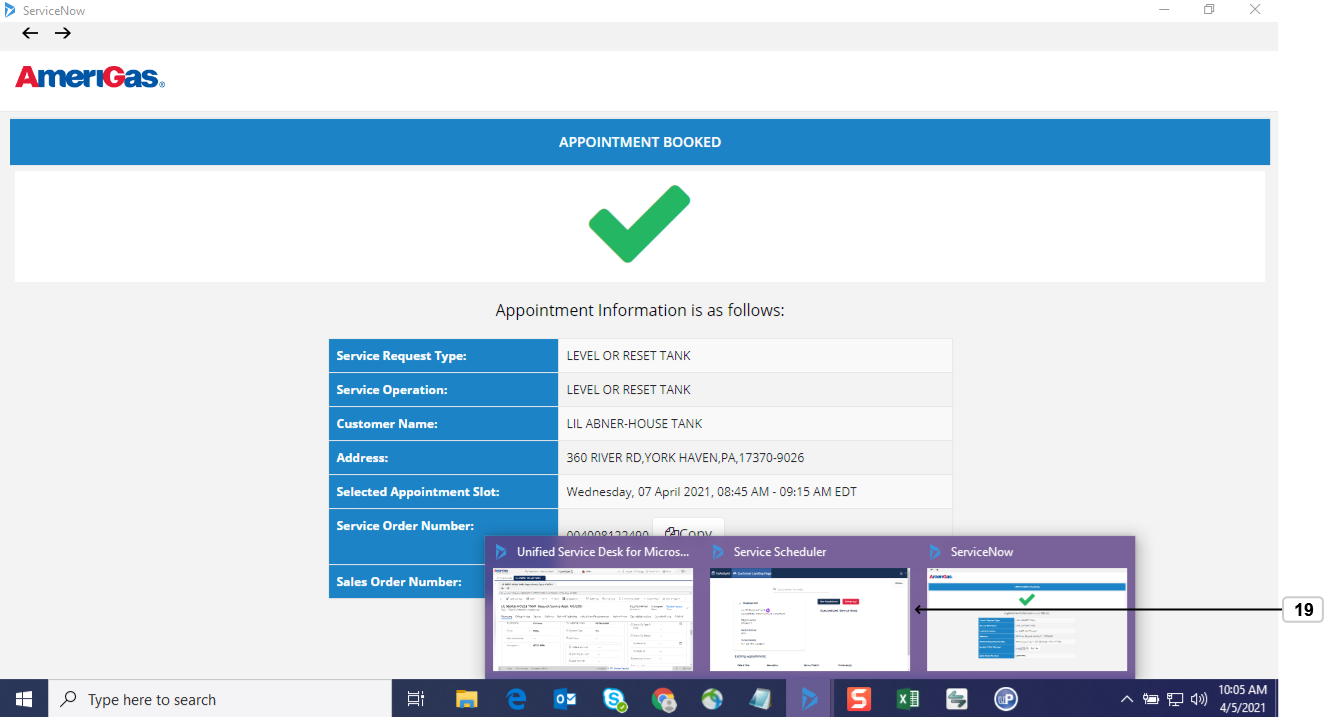 ServiceNow
AmeriGas®
APPOINTMENT BOOKED
Appointment Information is as follows:
Service Request Type: LEVEL OR RESET TANK
Service Operation: LEVEL OR RESET TANK
Customer Name: LIL ABNER-HOUSE TANK
Address: 360 RIVER RD,YORK HAVEN,PA,17370-9026
Selected Appointment Slot: Wednesday, 07 April 2021, 08:45 AM - 09:15 AM EDT
Service Order Number: Copy
Sales Order Number:
Unified Service Desk for Micros... Service Scheduler ServiceNow
19
Type here to search
10:05 AM
4/5/2021